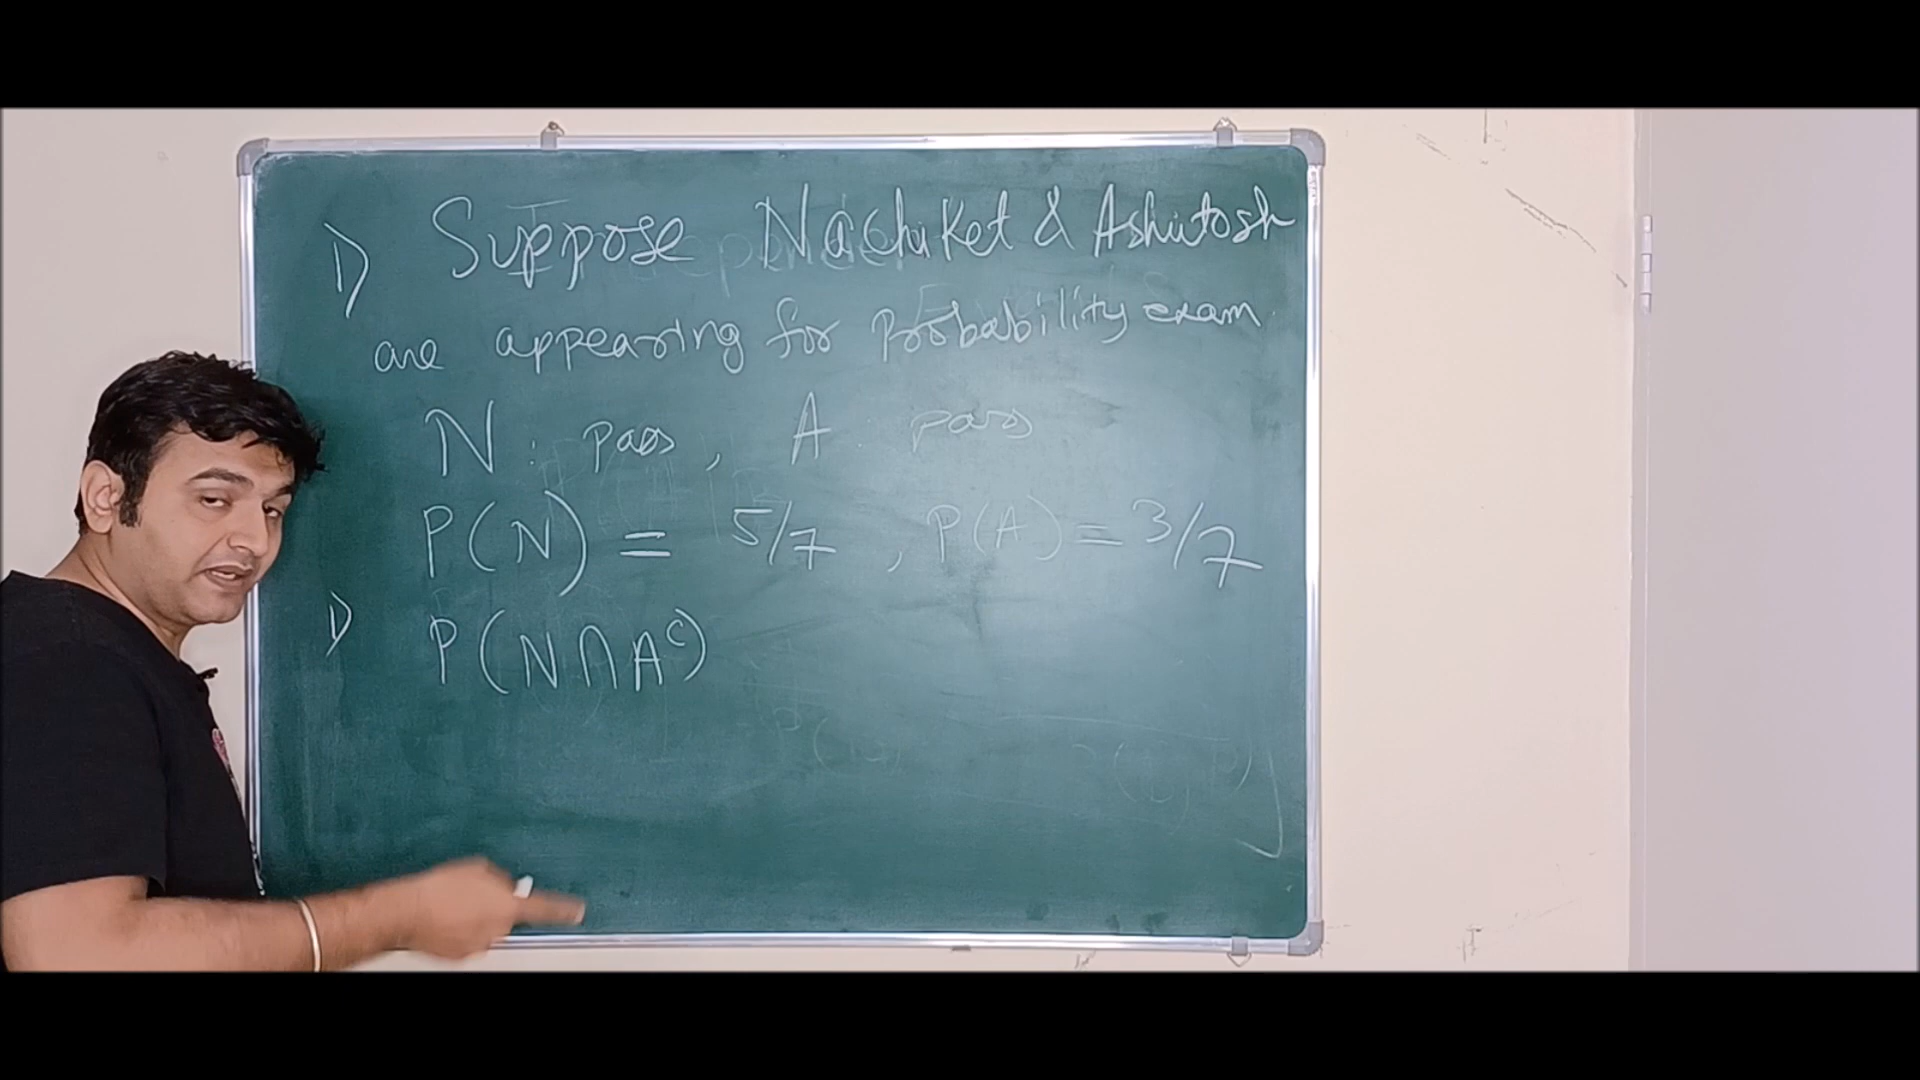 1) Suppose Nachiket & Ashutosh
are appearing for Probability exam.
N : pass , A : pass
P(N) = 5/7 , P(A) = 3/7
1) P(N∩Aᶜ)